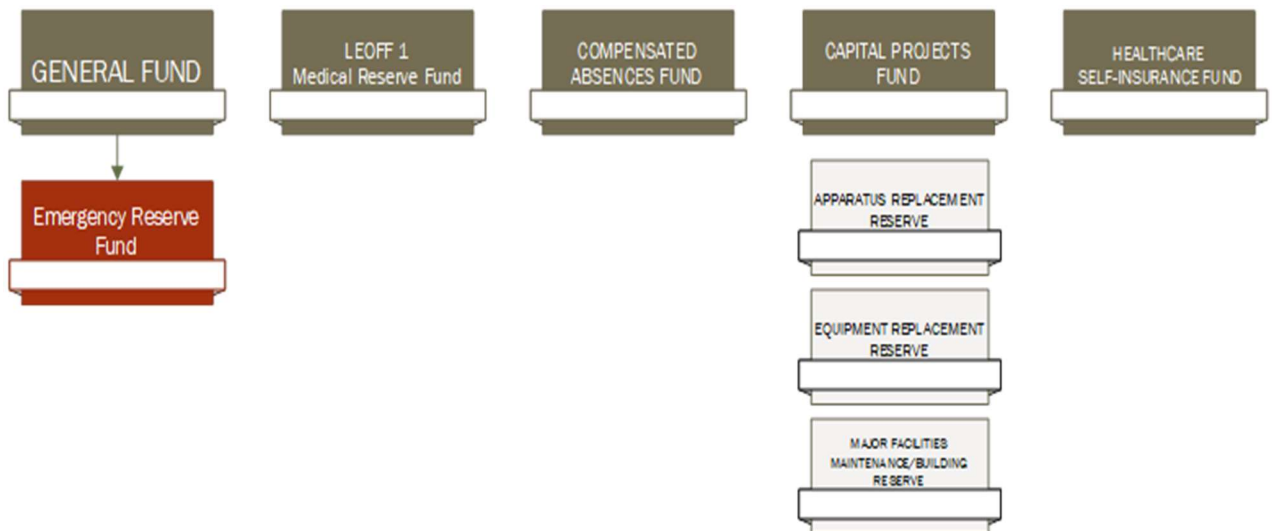 GENERAL FUND
LEOFF 1
Medical Reserve Fund
COMPENSATED
ABSENCES FUND
CAPITAL PROJECTS
FUND
HEALTHCARE
SELF-INSURANCE FUND
Emergency Reserve
Fund
APPARATUS REPLACEMENT
RESERVE
EQUIPMENT REPLACEMENT
RESERVE
MAJOR FACILITIES
MAINTENANCE/BUILDING
RESERVE